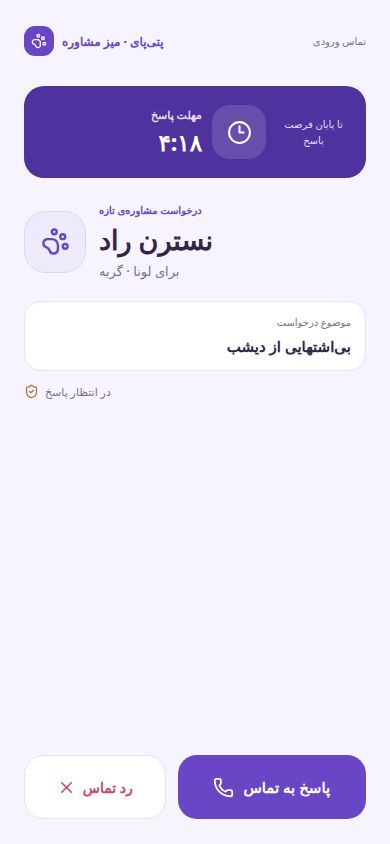 تماس ورودی
پتی‌پای · میز مشاوره
تا پایان فرصت
پاسخ
مهلت پاسخ
۴:۱۸
درخواست مشاوره‌ی تازه
نسترن راد
برای لونا · گربه
موضوع درخواست
بی‌اشتهایی از دیشب
در انتظار پاسخ
پاسخ به تماس
رد تماس